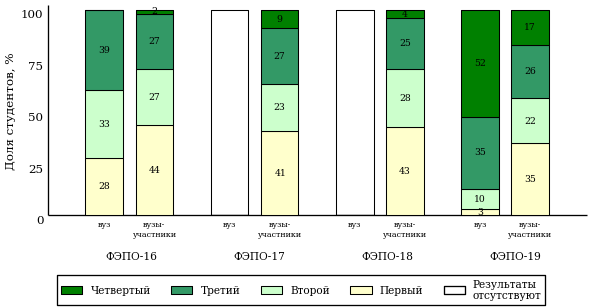 100
75
50
25
0
Доля студентов, %
39
33
28
2
27
27
44
9
27
23
41
4
25
28
43
52
35
10
3
17
26
22
35
вуз
вузы-
участники
вуз
вузы-
участники
вуз
вузы-
участники
вуз
вузы-
участники
ФЭПО-16
ФЭПО-17
ФЭПО-18
ФЭПО-19
Четвертый
Третий
Второй
Первый
Результаты
отсутствуют